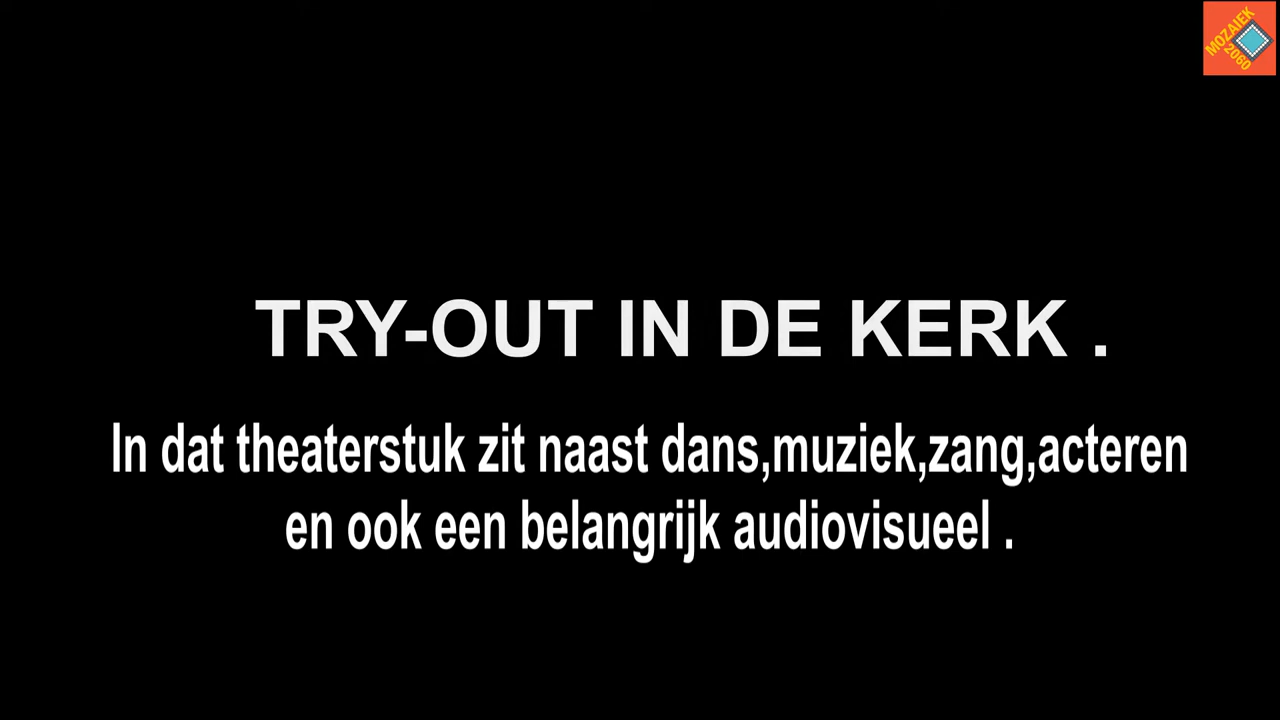 MOZAIEK
2060
TRY-OUT IN DE KERK .
In dat theaterstuk zit naast dans,muziek,zang,acteren
en ook een belangrijk audiovisueel .